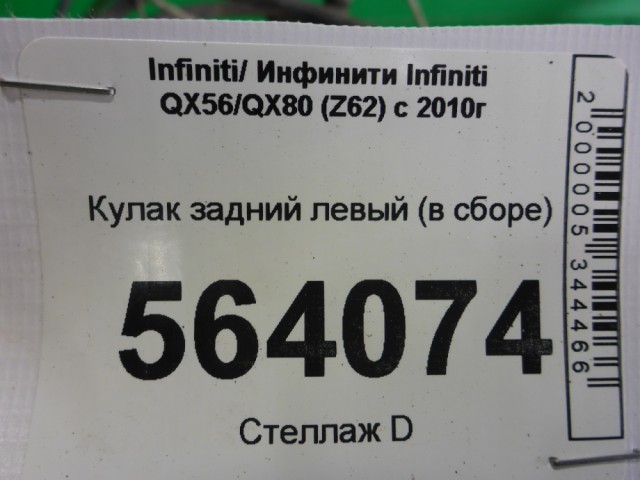 Infiniti/ Инфинити Infiniti
QX56/QX80 (Z62) с 2010г
Кулак задний левый (в сборе)
564074
Стеллаж D
2000005344466